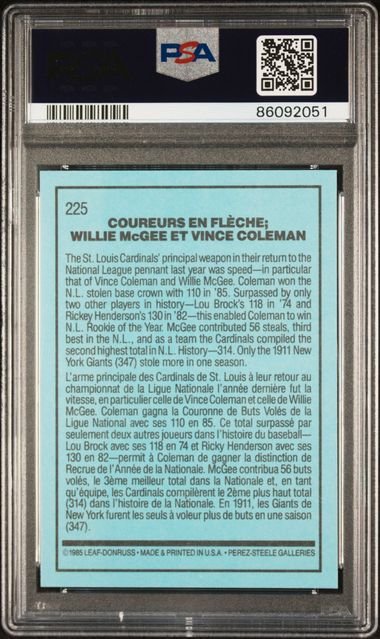 PSA
PSA
86092051
225
COUREURS EN FLÈCHE;
WILLIE McGEE ET VINCE COLEMAN
The St. Louis Cardinals' principal weapon in their return to the
National League pennant last year was speed—in particular
that of Vince Coleman and Willie McGee. Coleman won the
N.L. stolen base crown with 110 in '85. Surpassed by only
two other players in history–Lou Brock's 118 in '74 and
Rickey Henderson's 130 in '82–this enabled Coleman to win
N.L. Rookie of the Year. McGee contributed 56 steals, third
best in the N.L., and as a team the Cardinals compiled the
second highest total in N.L. History—314. Only the 1911 New
York Giants (347) stole more in one season.
L'arme principale des Cardinals de St. Louis à leur retour au
championnat de la Ligue Nationale l'année dernière fut la
vitesse, en particulier celle de Vince Coleman et celle de Willie
McGee. Coleman gagna la Couronne de Buts Volés de la
Ligue National avec ses 110 en 85. Ce total surpassé par
seulement deux autres joueurs dans l'histoire du baseball—
Lou Brock avec ses 118 en 74 et Ricky Henderson avec ses
130 en 82—permit à Coleman de gagner la distinction de
Recrue de l'Année de la Nationale. McGee contribua 56 buts
volés, le 3ème meilleur total dans la Nationale et, en tant
qu'équipe, les Cardinals compilèrent le 2ème plus haut total
(314) dans l'histoire de la Nationale. En 1911, les Giants de
New York furent les seuls à voleur plus de buts en une saison
(347).
©1985 LEAF-DONRUSS • MADE & PRINTED IN U.S.A. • PEREZ-STEELE GALLERIES